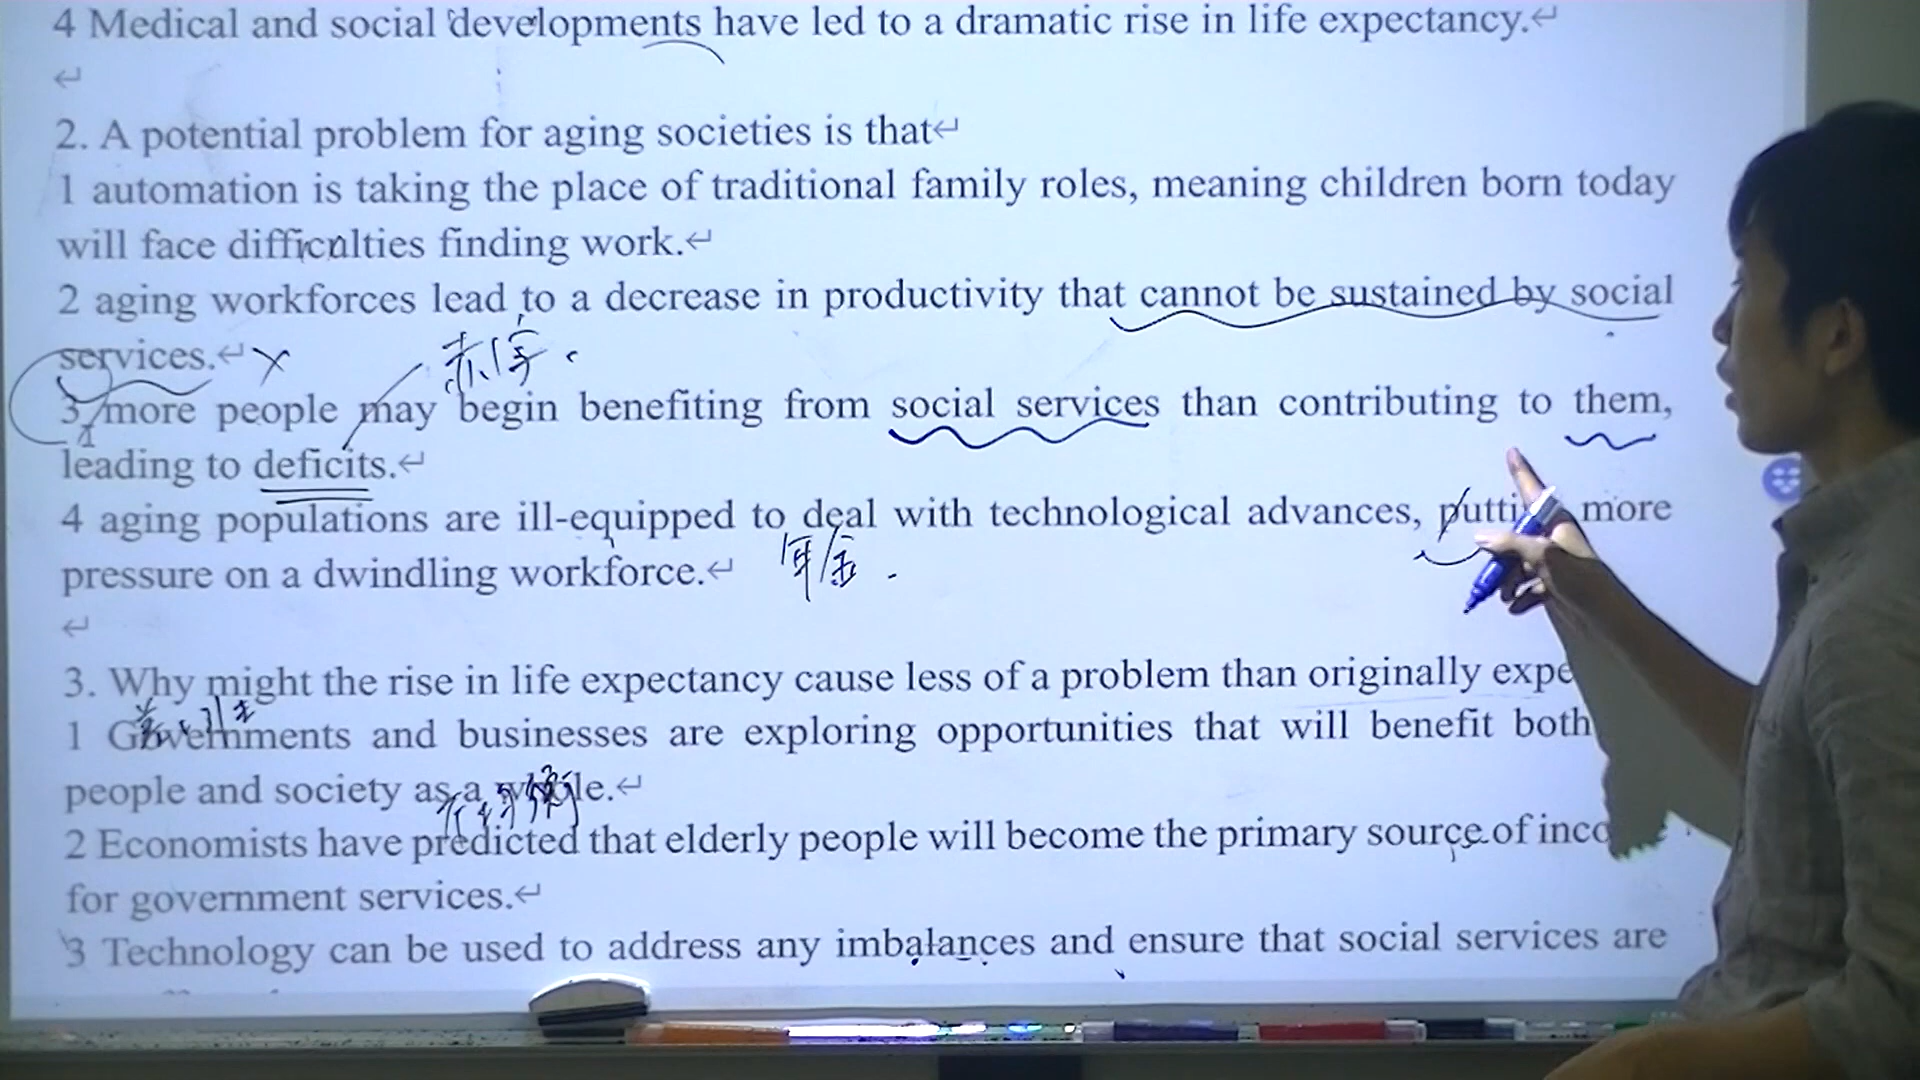 4 Medical and social developments have led to a dramatic rise in life expectancy.
2. A potential problem for aging societies is that
1 automation is taking the place of traditional family roles, meaning children born today
will face difficulties finding work.
2 aging workforces lead to a decrease in productivity that cannot be sustained by social
services. ×
赤字
3 more people may begin benefiting from social services than contributing to them,
leading to deficits.
4 aging populations are ill-equipped to deal with technological advances, more
pressure on a dwindling workforce.
年金
3. Why might the rise in life expectancy cause less of a problem than originally
1 Governments and businesses are exploring opportunities that will benefit both
people and society as a whole.
2 Economists have predicted that elderly people will become the primary source of
for government services.
3 Technology can be used to address any imbalances and ensure that social services are